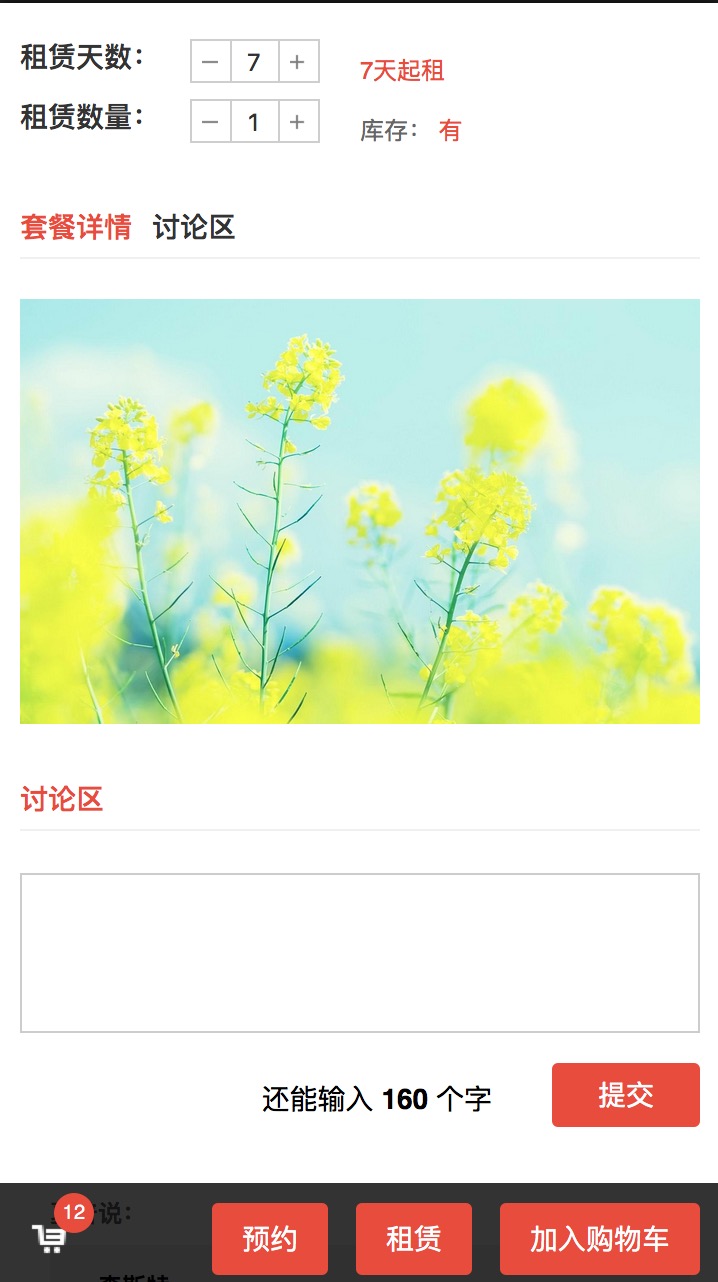 租赁天数： − 7 + 7天起租
租赁数量： − 1 + 库存： 有
套餐详情 讨论区
讨论区
还能输入 160 个字 提交
12 说：
预约 租赁 加入购物车